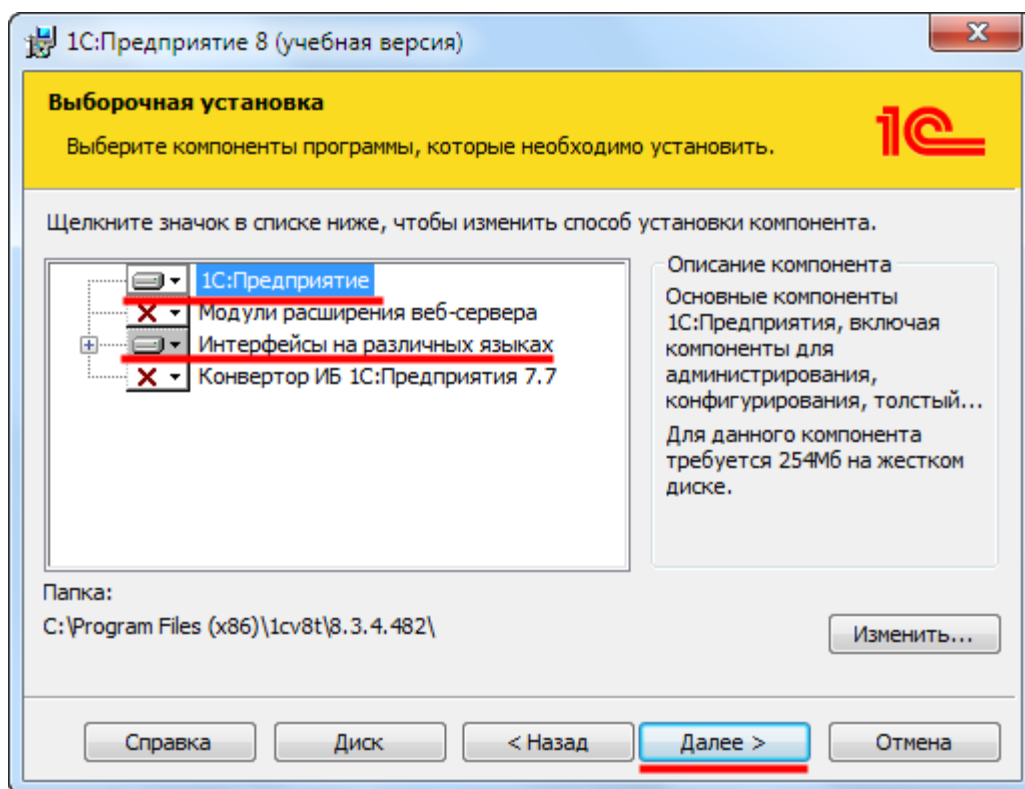 1С:Предприятие 8 (учебная версия)
Выборочная установка
Выберите компоненты программы, которые необходимо установить.
1С
Щелкните значок в списке ниже, чтобы изменить способ установки компонента.
1С:Предприятие
Модули расширения веб-сервера
Интерфейсы на различных языках
Конвертор ИБ 1С:Предприятия 7.7
Описание компонента
Основные компоненты
1С:Предприятия, включая
компоненты для
администрирования,
конфигурирования, толстый...
Для данного компонента
требуется 254Мб на жестком
диске.
Папка:
C:\Program Files (x86)\1cv8t\8.3.4.482\
Изменить...
Справка
Диск
< Назад
Далее >
Отмена